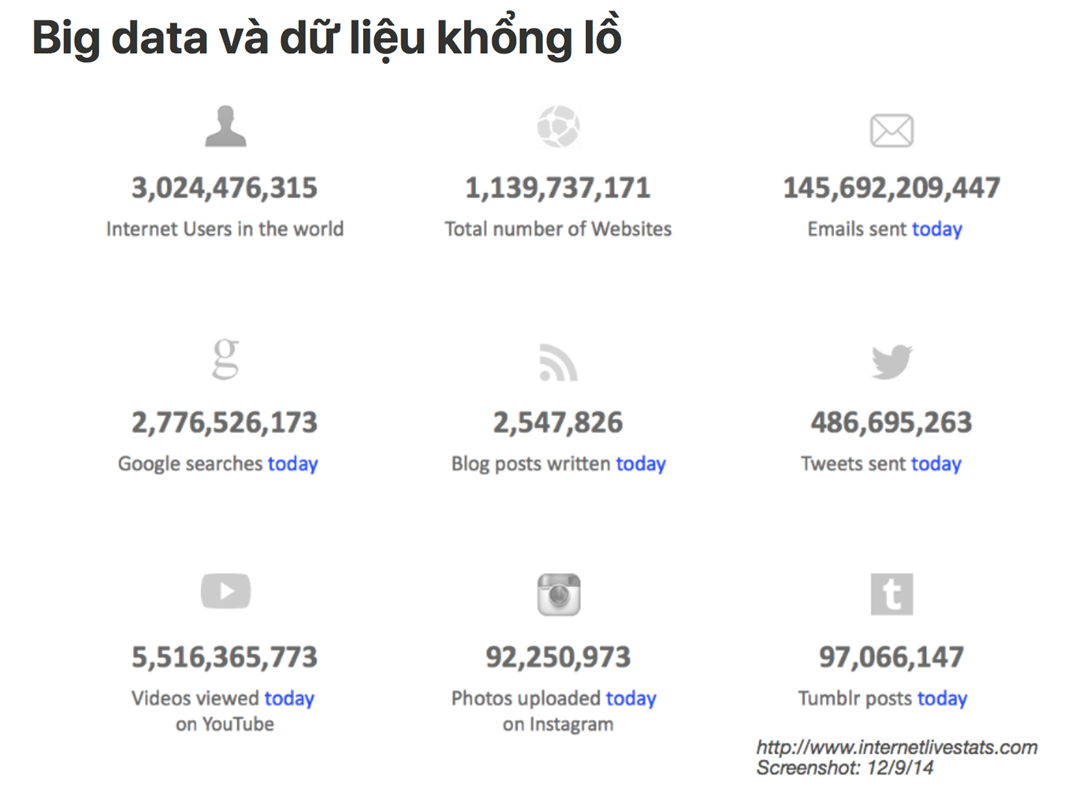 Big data và dữ liệu khổng lồ
3,024,476,315
Internet Users in the world
1,139,737,171
Total number of Websites
145,692,209,447
Emails sent today
g
2,776,526,173
Google searches today
2,547,826
Blog posts written today
486,695,263
Tweets sent today
5,516,365,773
Videos viewed today
on YouTube
92,250,973
Photos uploaded today
on Instagram
t
97,066,147
Tumblr posts today
http://www.internetlivestats.com
Screenshot: 12/9/14